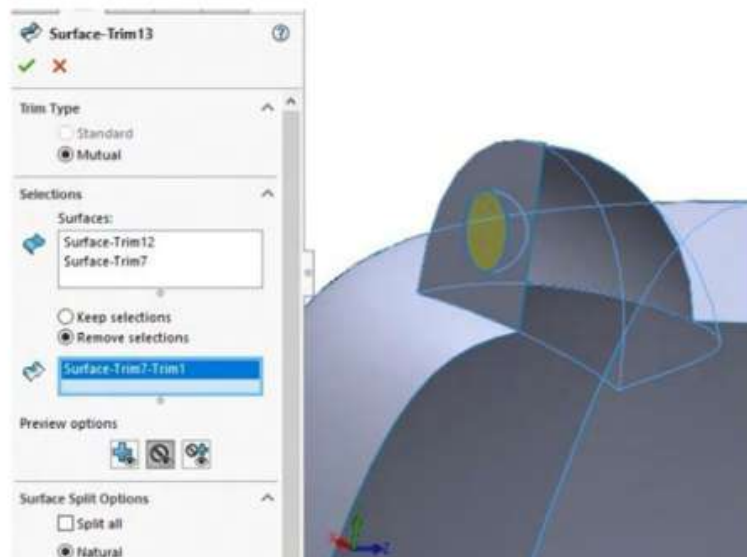 Surface-Trim13
Trim Type
Standard
Mutual
Selections
Surfaces:
Surface-Trim12
Surface-Trim7
Keep selections
Remove selections
Surface-Trim7-Trim1
Preview options
Surface Split Options
Split all
Natural
Z